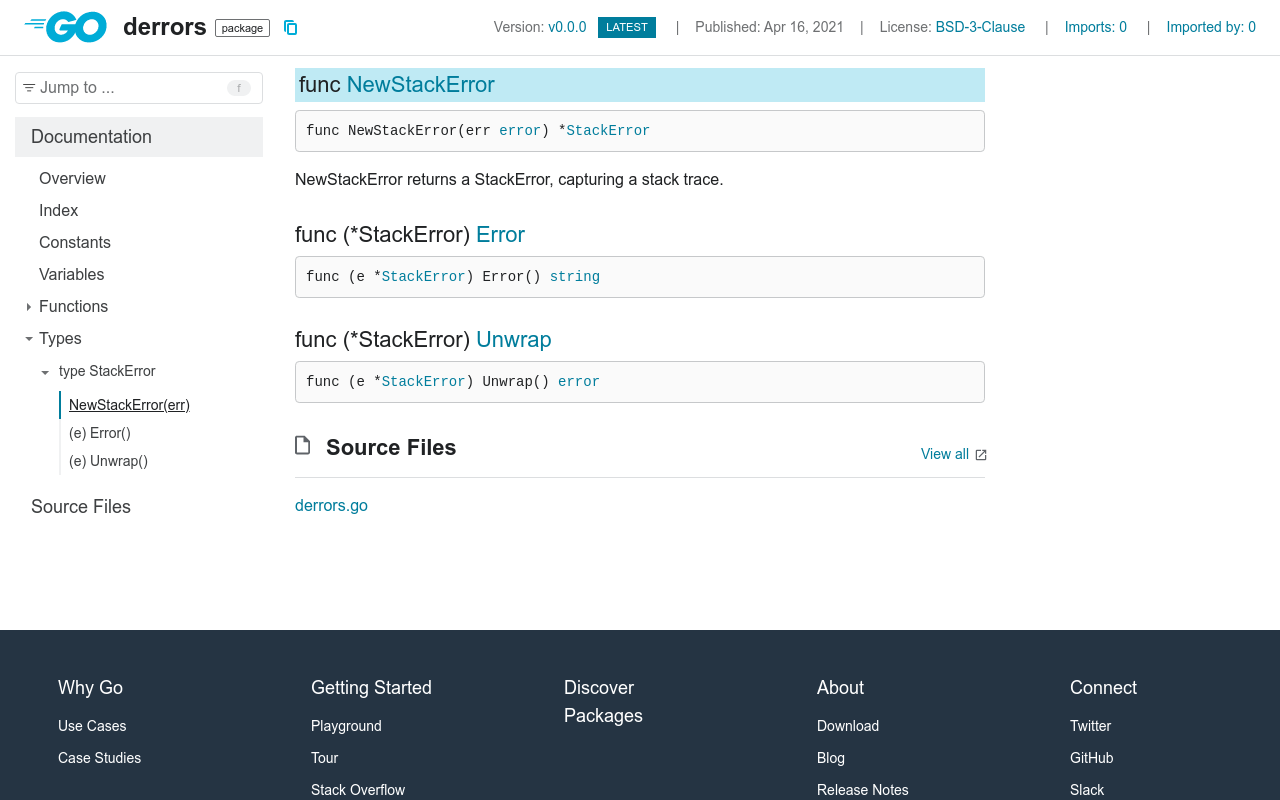 GO derrors package
Version: v0.0.0 LATEST | Published: Apr 16, 2021 | License: BSD-3-Clause | Imports: 0 | Imported by: 0
Jump to ... f
Documentation
Overview
Index
Constants
Variables
Functions
Types
type StackError
NewStackError(err)
(e) Error()
(e) Unwrap()
Source Files
func NewStackError
func NewStackError(err error) *StackError
NewStackError returns a StackError, capturing a stack trace.
func (*StackError) Error
func (e *StackError) Error() string
func (*StackError) Unwrap
func (e *StackError) Unwrap() error
Source Files
View all
derrors.go
Why Go
Use Cases
Case Studies
Getting Started
Playground
Tour
Stack Overflow
Discover
Packages
About
Download
Blog
Release Notes
Connect
Twitter
GitHub
Slack